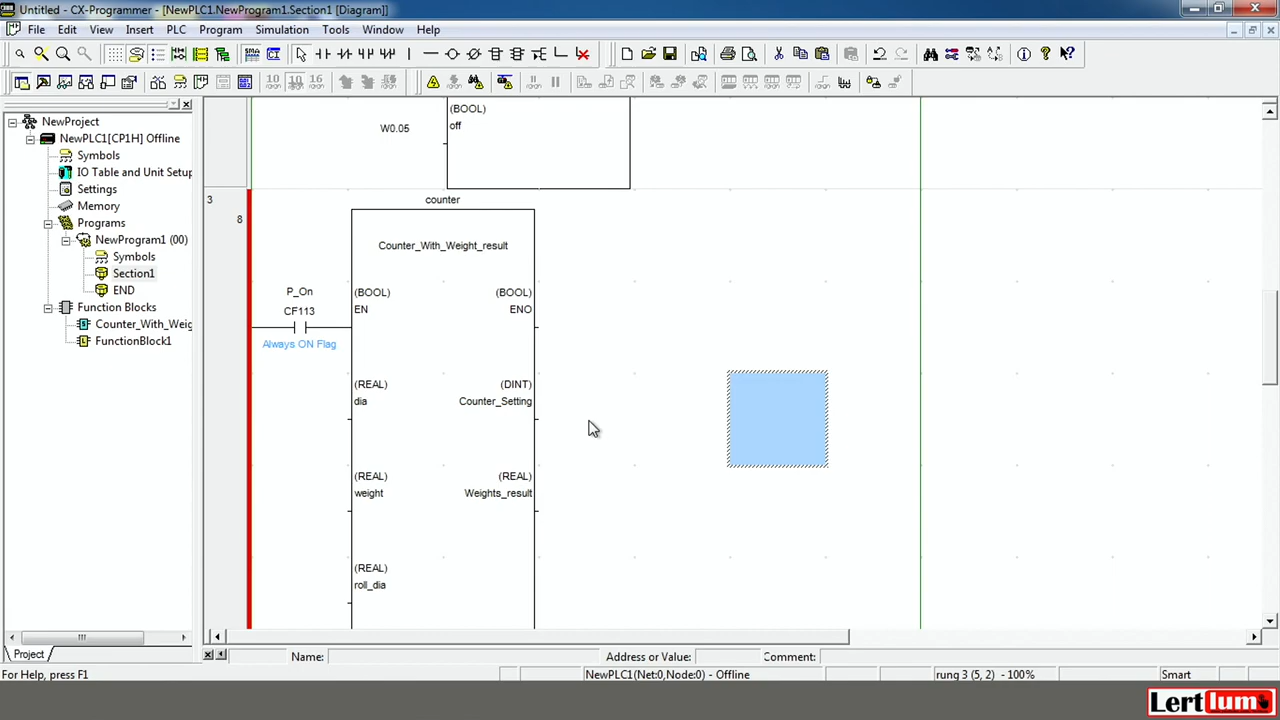 Untitled - CX-Programmer - [NewPLC1.NewProgram1.Section1 [Diagram]]
File Edit View Insert PLC Program Simulation Tools Window Help
10 10 16
NewProject
NewPLC1[CP1H] Offline
Symbols
IO Table and Unit Setup
Settings
Memory
Programs
NewProgram1 (00)
Symbols
Section1
END
Function Blocks
Counter_With_Weig
FunctionBlock1
Project
(BOOL)
W0.05 off
3
8
counter
Counter_With_Weight_result
P_On (BOOL) (BOOL)
CF113 EN ENO
Always ON Flag
(REAL) (DINT)
dia Counter_Setting
(REAL) (REAL)
weight Weights_result
(REAL)
roll_dia
Name: Address or Value: Comment:
For Help, press F1 NewPLC1(Net:0,Node:0) - Offline rung 3 (5, 2) - 100% Smart
Lertlum